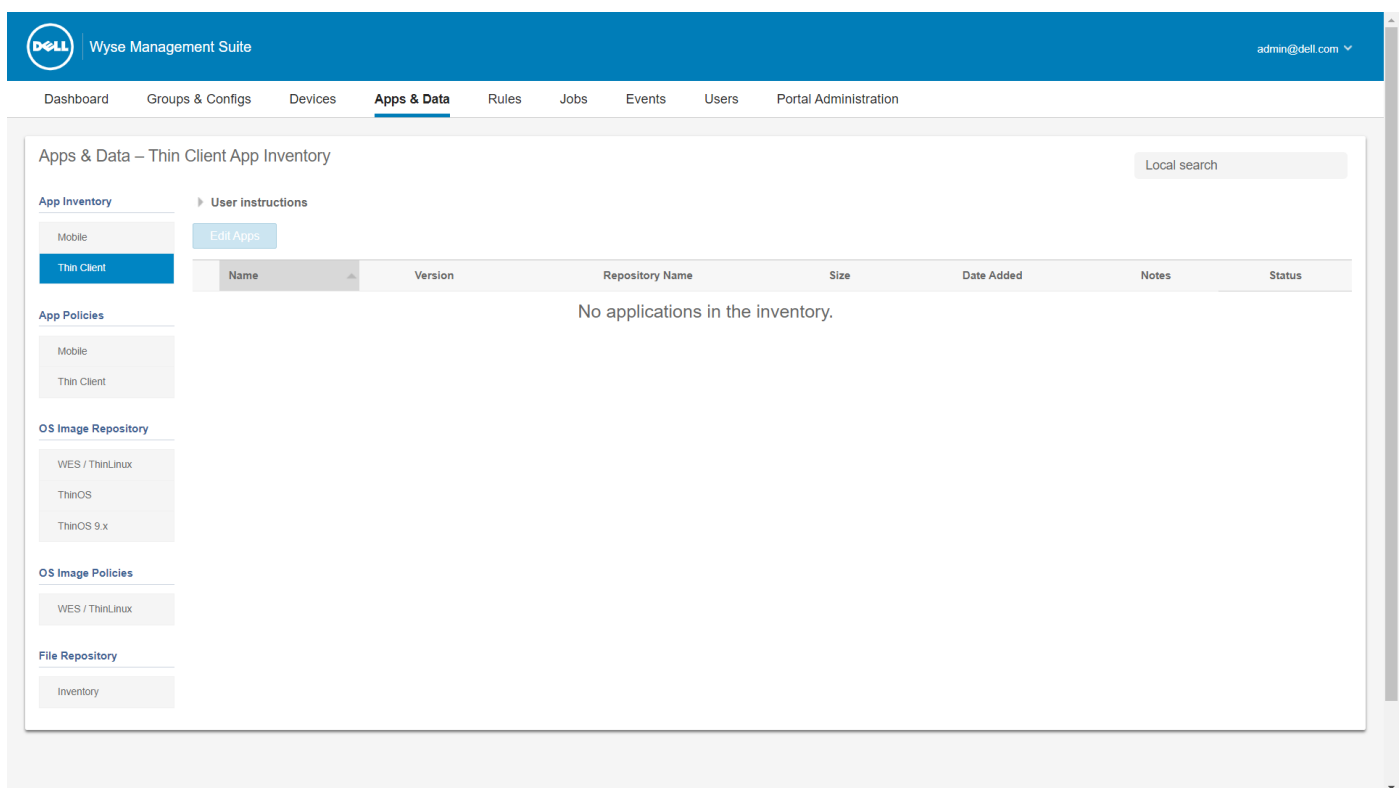 DELL
Wyse Management Suite
admin@dell.com
Dashboard Groups & Configs Devices Apps & Data Rules Jobs Events Users Portal Administration
Apps & Data – Thin Client App Inventory
Local search
App Inventory
Mobile
Thin Client
App Policies
Mobile
Thin Client
OS Image Repository
WES / ThinLinux
ThinOS
ThinOS 9.x
OS Image Policies
WES / ThinLinux
File Repository
Inventory
User instructions
Edit Apps
Name Version Repository Name Size Date Added Notes Status
No applications in the inventory.